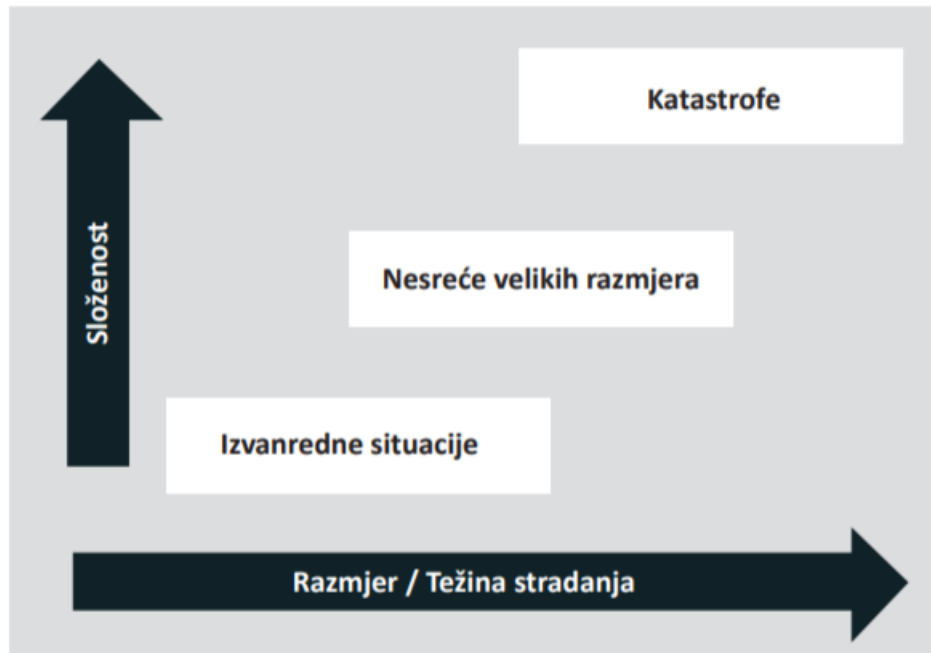 Katastrofe
Složenost
Nesreće velikih razmjera
Izvanredne situacije
Razmjer / Težina stradanja